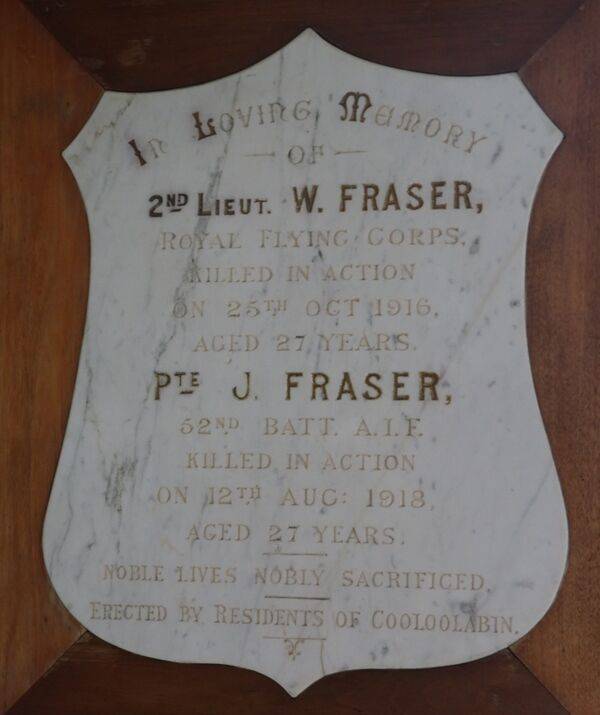 In Loving Memory
— OF —
2ND LIEUT. W. FRASER,
ROYAL FLYING CORPS,
KILLED IN ACTION
ON 25TH OCT 1916,
AGED 27 YEARS.
PTE J. FRASER,
52ND BATT. A.I.F.
KILLED IN ACTION
ON 12TH AUG: 1918,
AGED 27 YEARS.
NOBLE LIVES NOBLY SACRIFICED.
ERECTED BY RESIDENTS OF COOLOOLABIN.